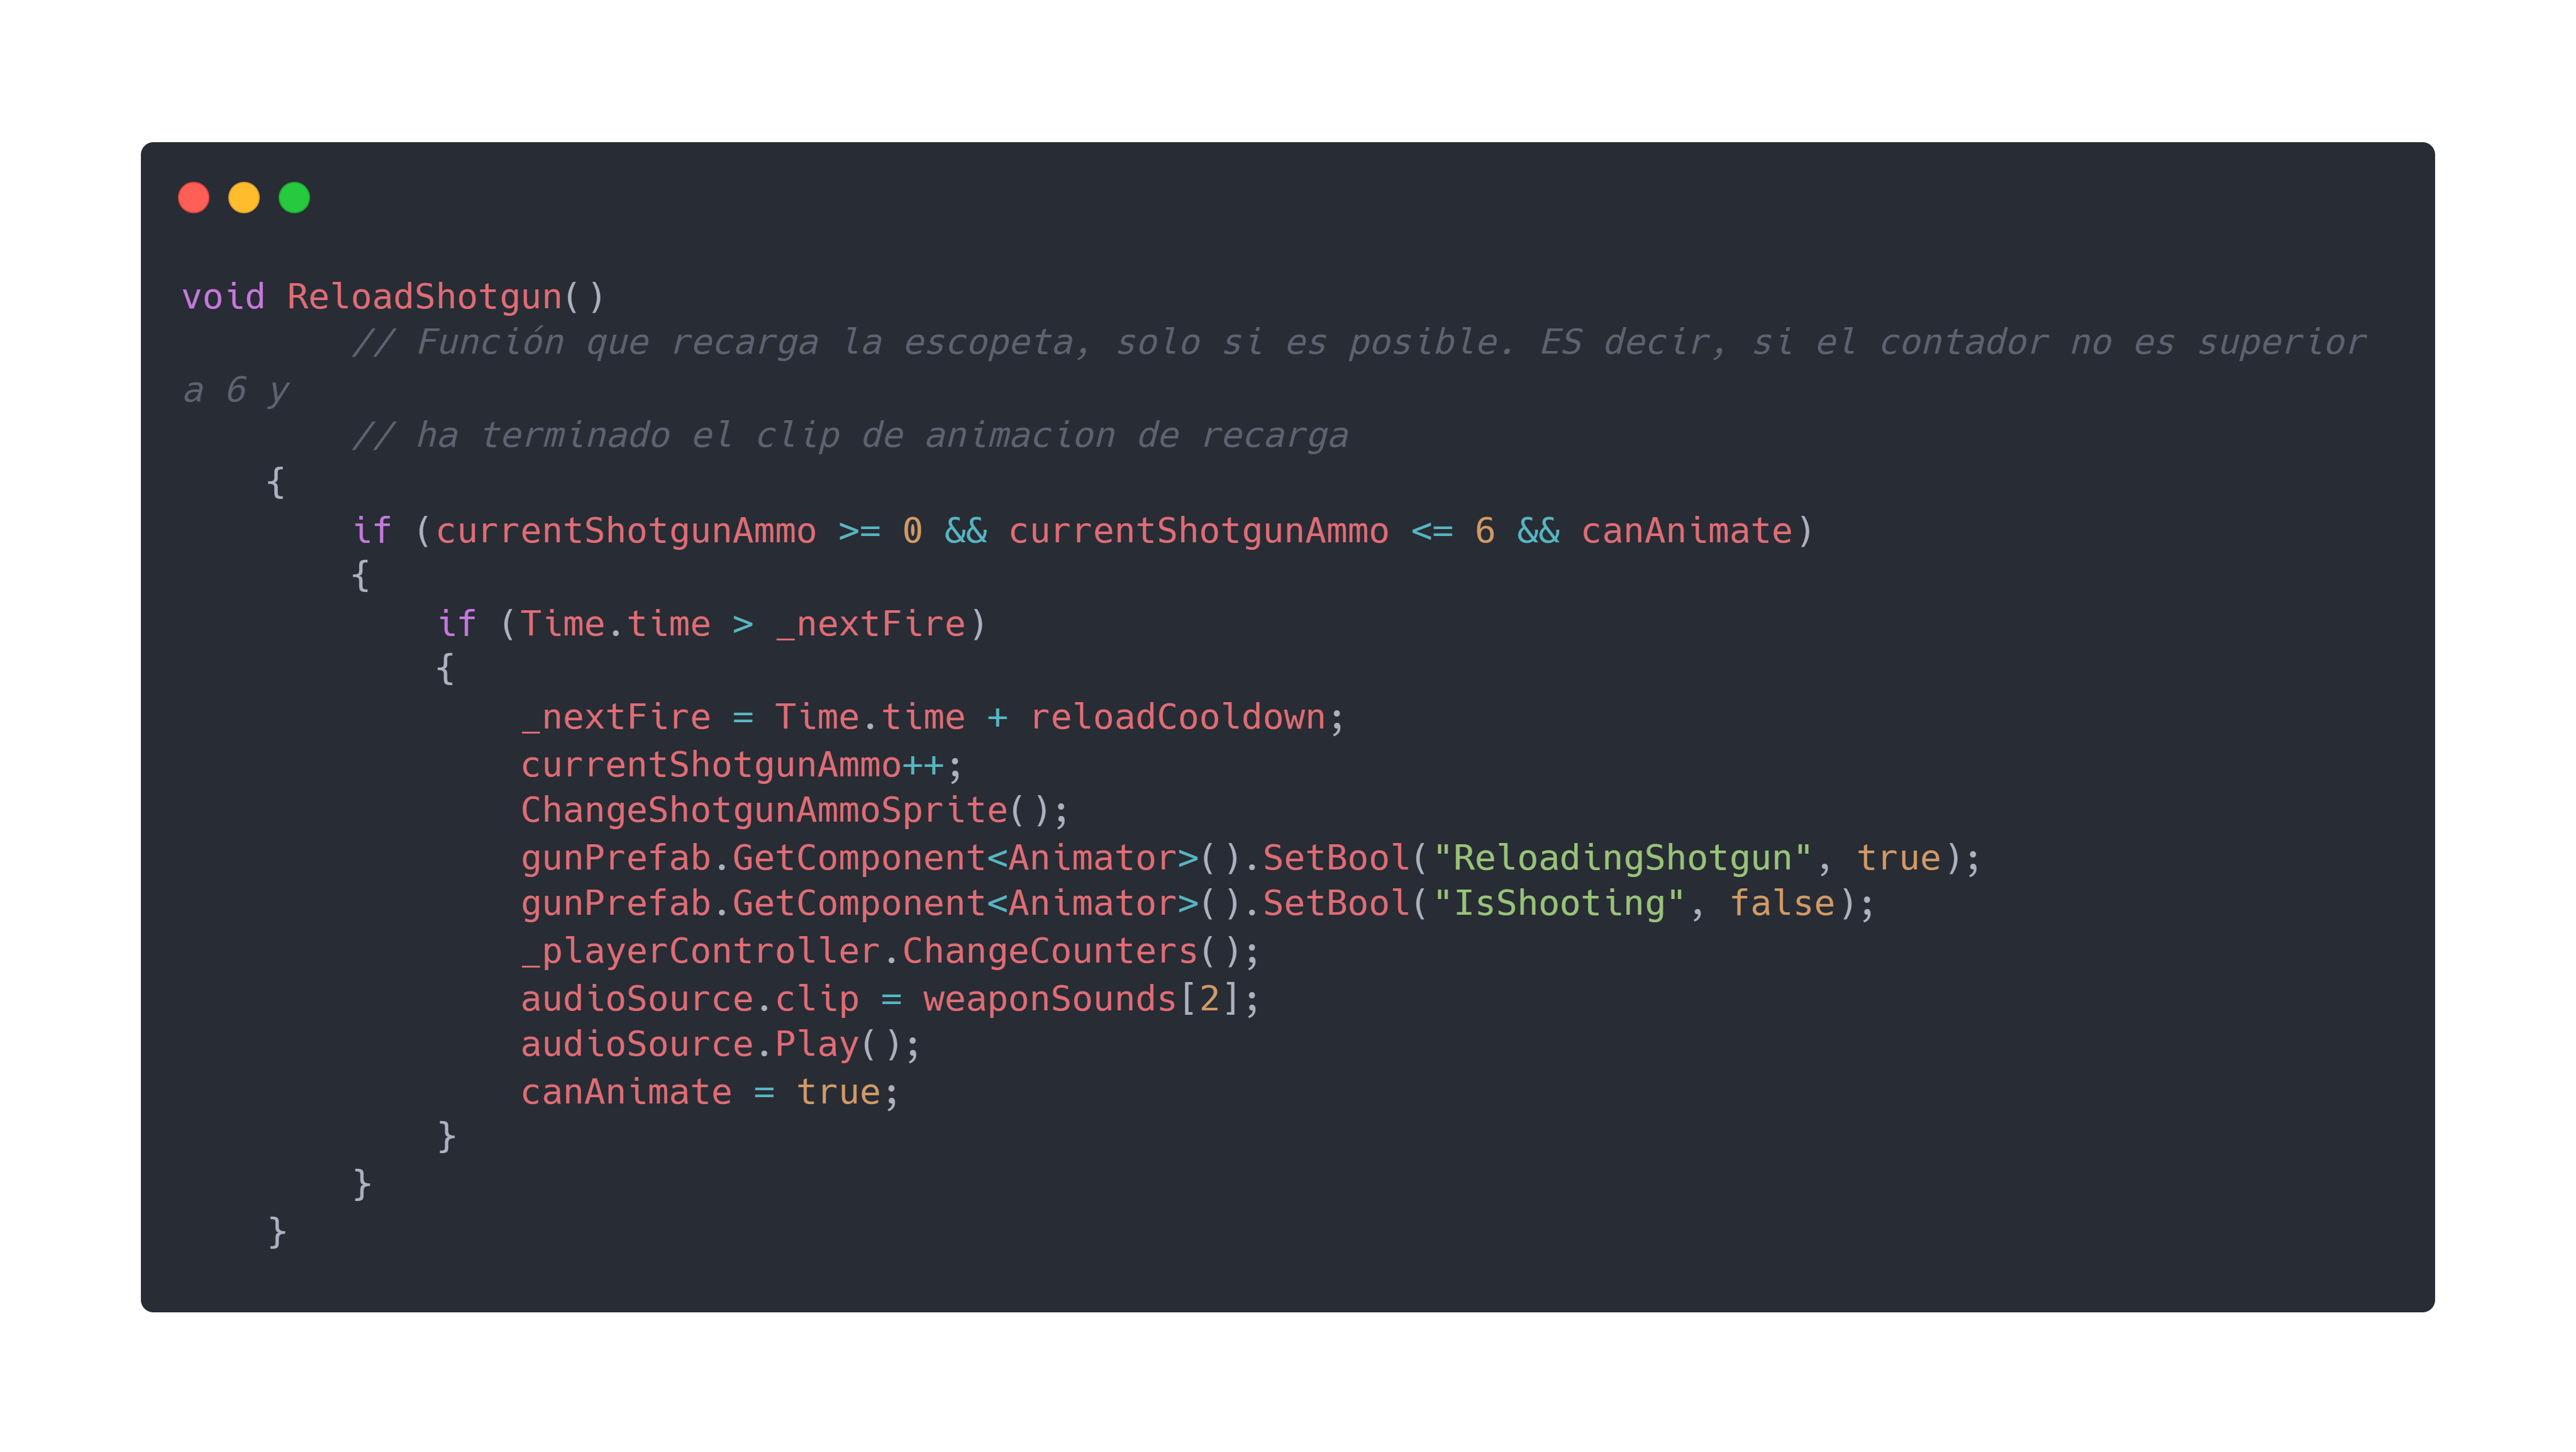 void ReloadShotgun()
        // Función que recarga la escopeta, solo si es posible. ES decir, si el contador no es superior
a 6 y
        // ha terminado el clip de animacion de recarga
    {
        if (currentShotgunAmmo >= 0 && currentShotgunAmmo <= 6 && canAnimate)
        {
            if (Time.time > _nextFire)
            {
                _nextFire = Time.time + reloadCooldown;
                currentShotgunAmmo++;
                ChangeShotgunAmmoSprite();
                gunPrefab.GetComponent<Animator>().SetBool("ReloadingShotgun", true);
                gunPrefab.GetComponent<Animator>().SetBool("IsShooting", false);
                _playerController.ChangeCounters();
                audioSource.clip = weaponSounds[2];
                audioSource.Play();
                canAnimate = true;
            }
        }
    }